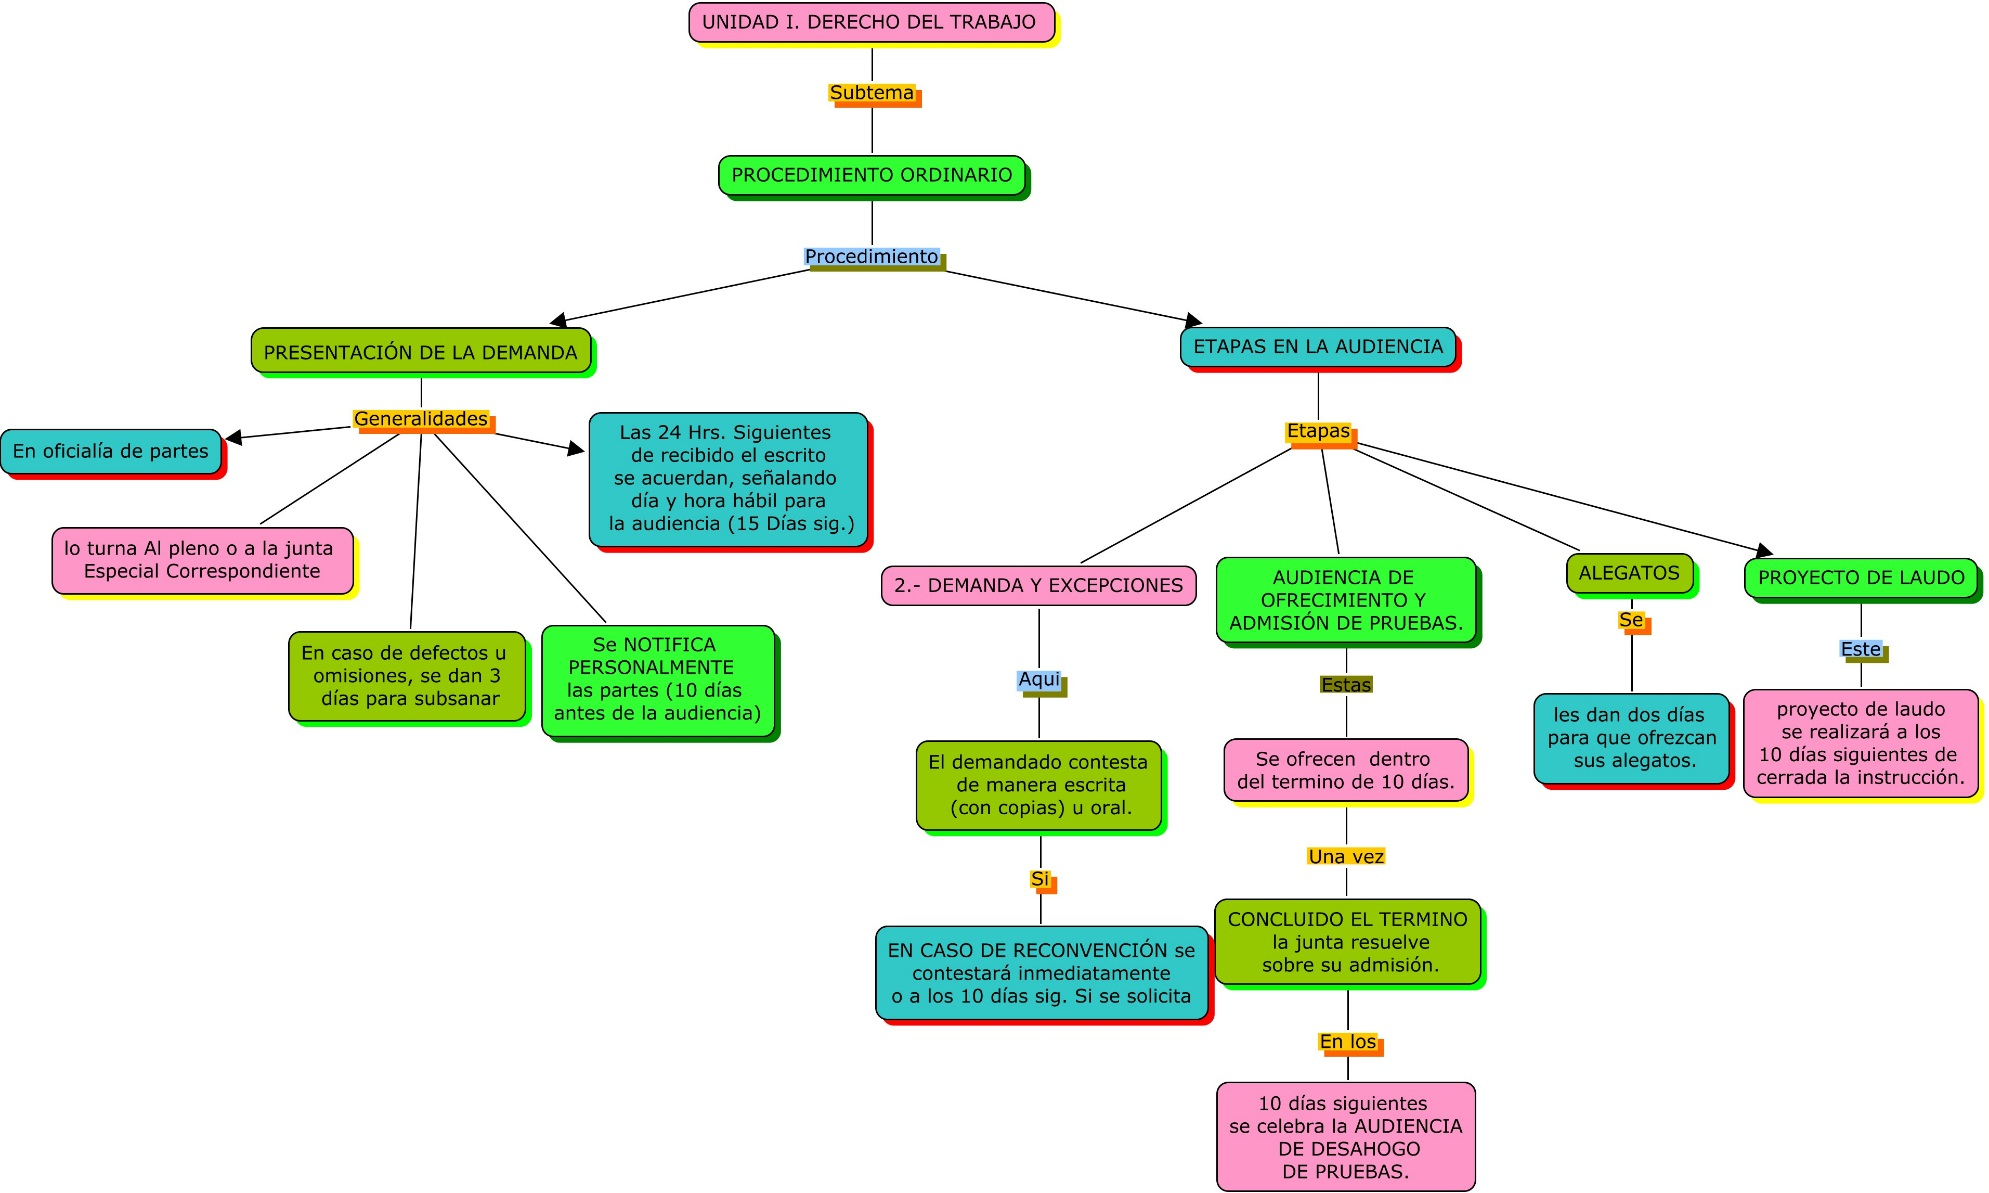 UNIDAD I. DERECHO DEL TRABAJO
Subtema
PROCEDIMIENTO ORDINARIO
Procedimiento
PRESENTACIÓN DE LA DEMANDA
Generalidades
En oficialía de partes
lo turna Al pleno o a la junta
Especial Correspondiente
En caso de defectos u
omisiones, se dan 3
días para subsanar
Se NOTIFICA
PERSONALMENTE
las partes (10 días
antes de la audiencia)
Las 24 Hrs. Siguientes
de recibido el escrito
se acuerdan, señalando
día y hora hábil para
la audiencia (15 Días sig.)
ETAPAS EN LA AUDIENCIA
Etapas
2.- DEMANDA Y EXCEPCIONES
Aqui
El demandado contesta
de manera escrita
(con copias) u oral.
Si
EN CASO DE RECONVENCIÓN se
contestará inmediatamente
o a los 10 días sig. Si se solicita
AUDIENCIA DE
OFRECIMIENTO Y
ADMISIÓN DE PRUEBAS.
Estas
Se ofrecen dentro
del termino de 10 días.
Una vez
CONCLUIDO EL TERMINO
la junta resuelve
sobre su admisión.
En los
10 días siguientes
se celebra la AUDIENCIA
DE DESAHOGO
DE PRUEBAS.
ALEGATOS
Se
les dan dos días
para que ofrezcan
sus alegatos.
PROYECTO DE LAUDO
Este
proyecto de laudo
se realizará a los
10 días siguientes de
cerrada la instrucción.